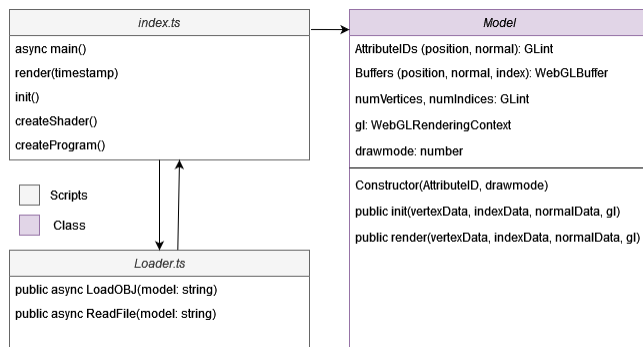 index.ts
async main()
render(timestamp)
init()
createShader()
createProgram()
Model
AttributeIDs (position, normal): GLint
Buffers (position, normal, index): WebGLBuffer
numVertices, numIndices: GLint
gl: WebGLRenderingContext
drawmode: number
Constructor(AttributeID, drawmode)
public init(vertexData, indexData, normalData, gl)
public render(vertexData, indexData, normalData, gl)
Scripts
Class
Loader.ts
public async LoadOBJ(model: string)
public async ReadFile(model: string)